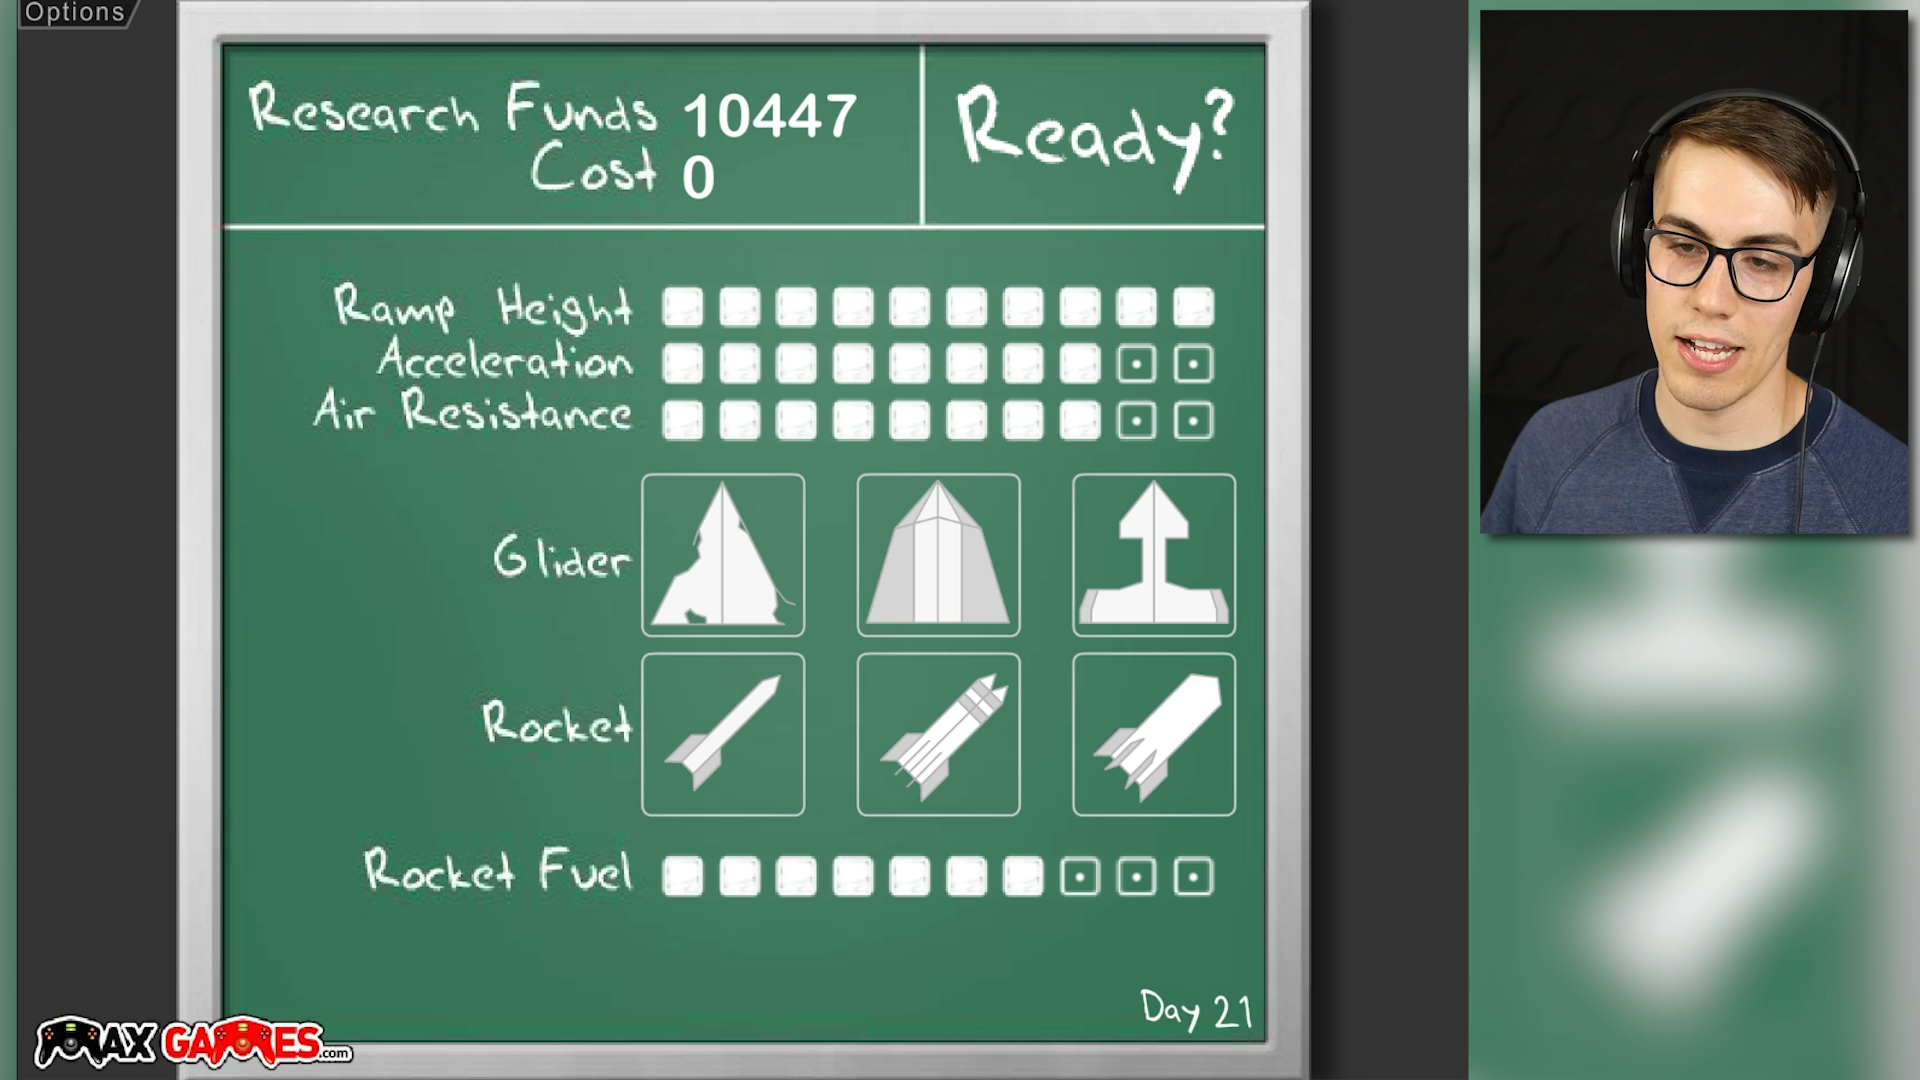 Options
Research Funds 10447
Cost 0
Ready?
Ramp Height
Acceleration
Air Resistance
Glider
Rocket
Rocket Fuel
Day 21
MAX GAMES.com